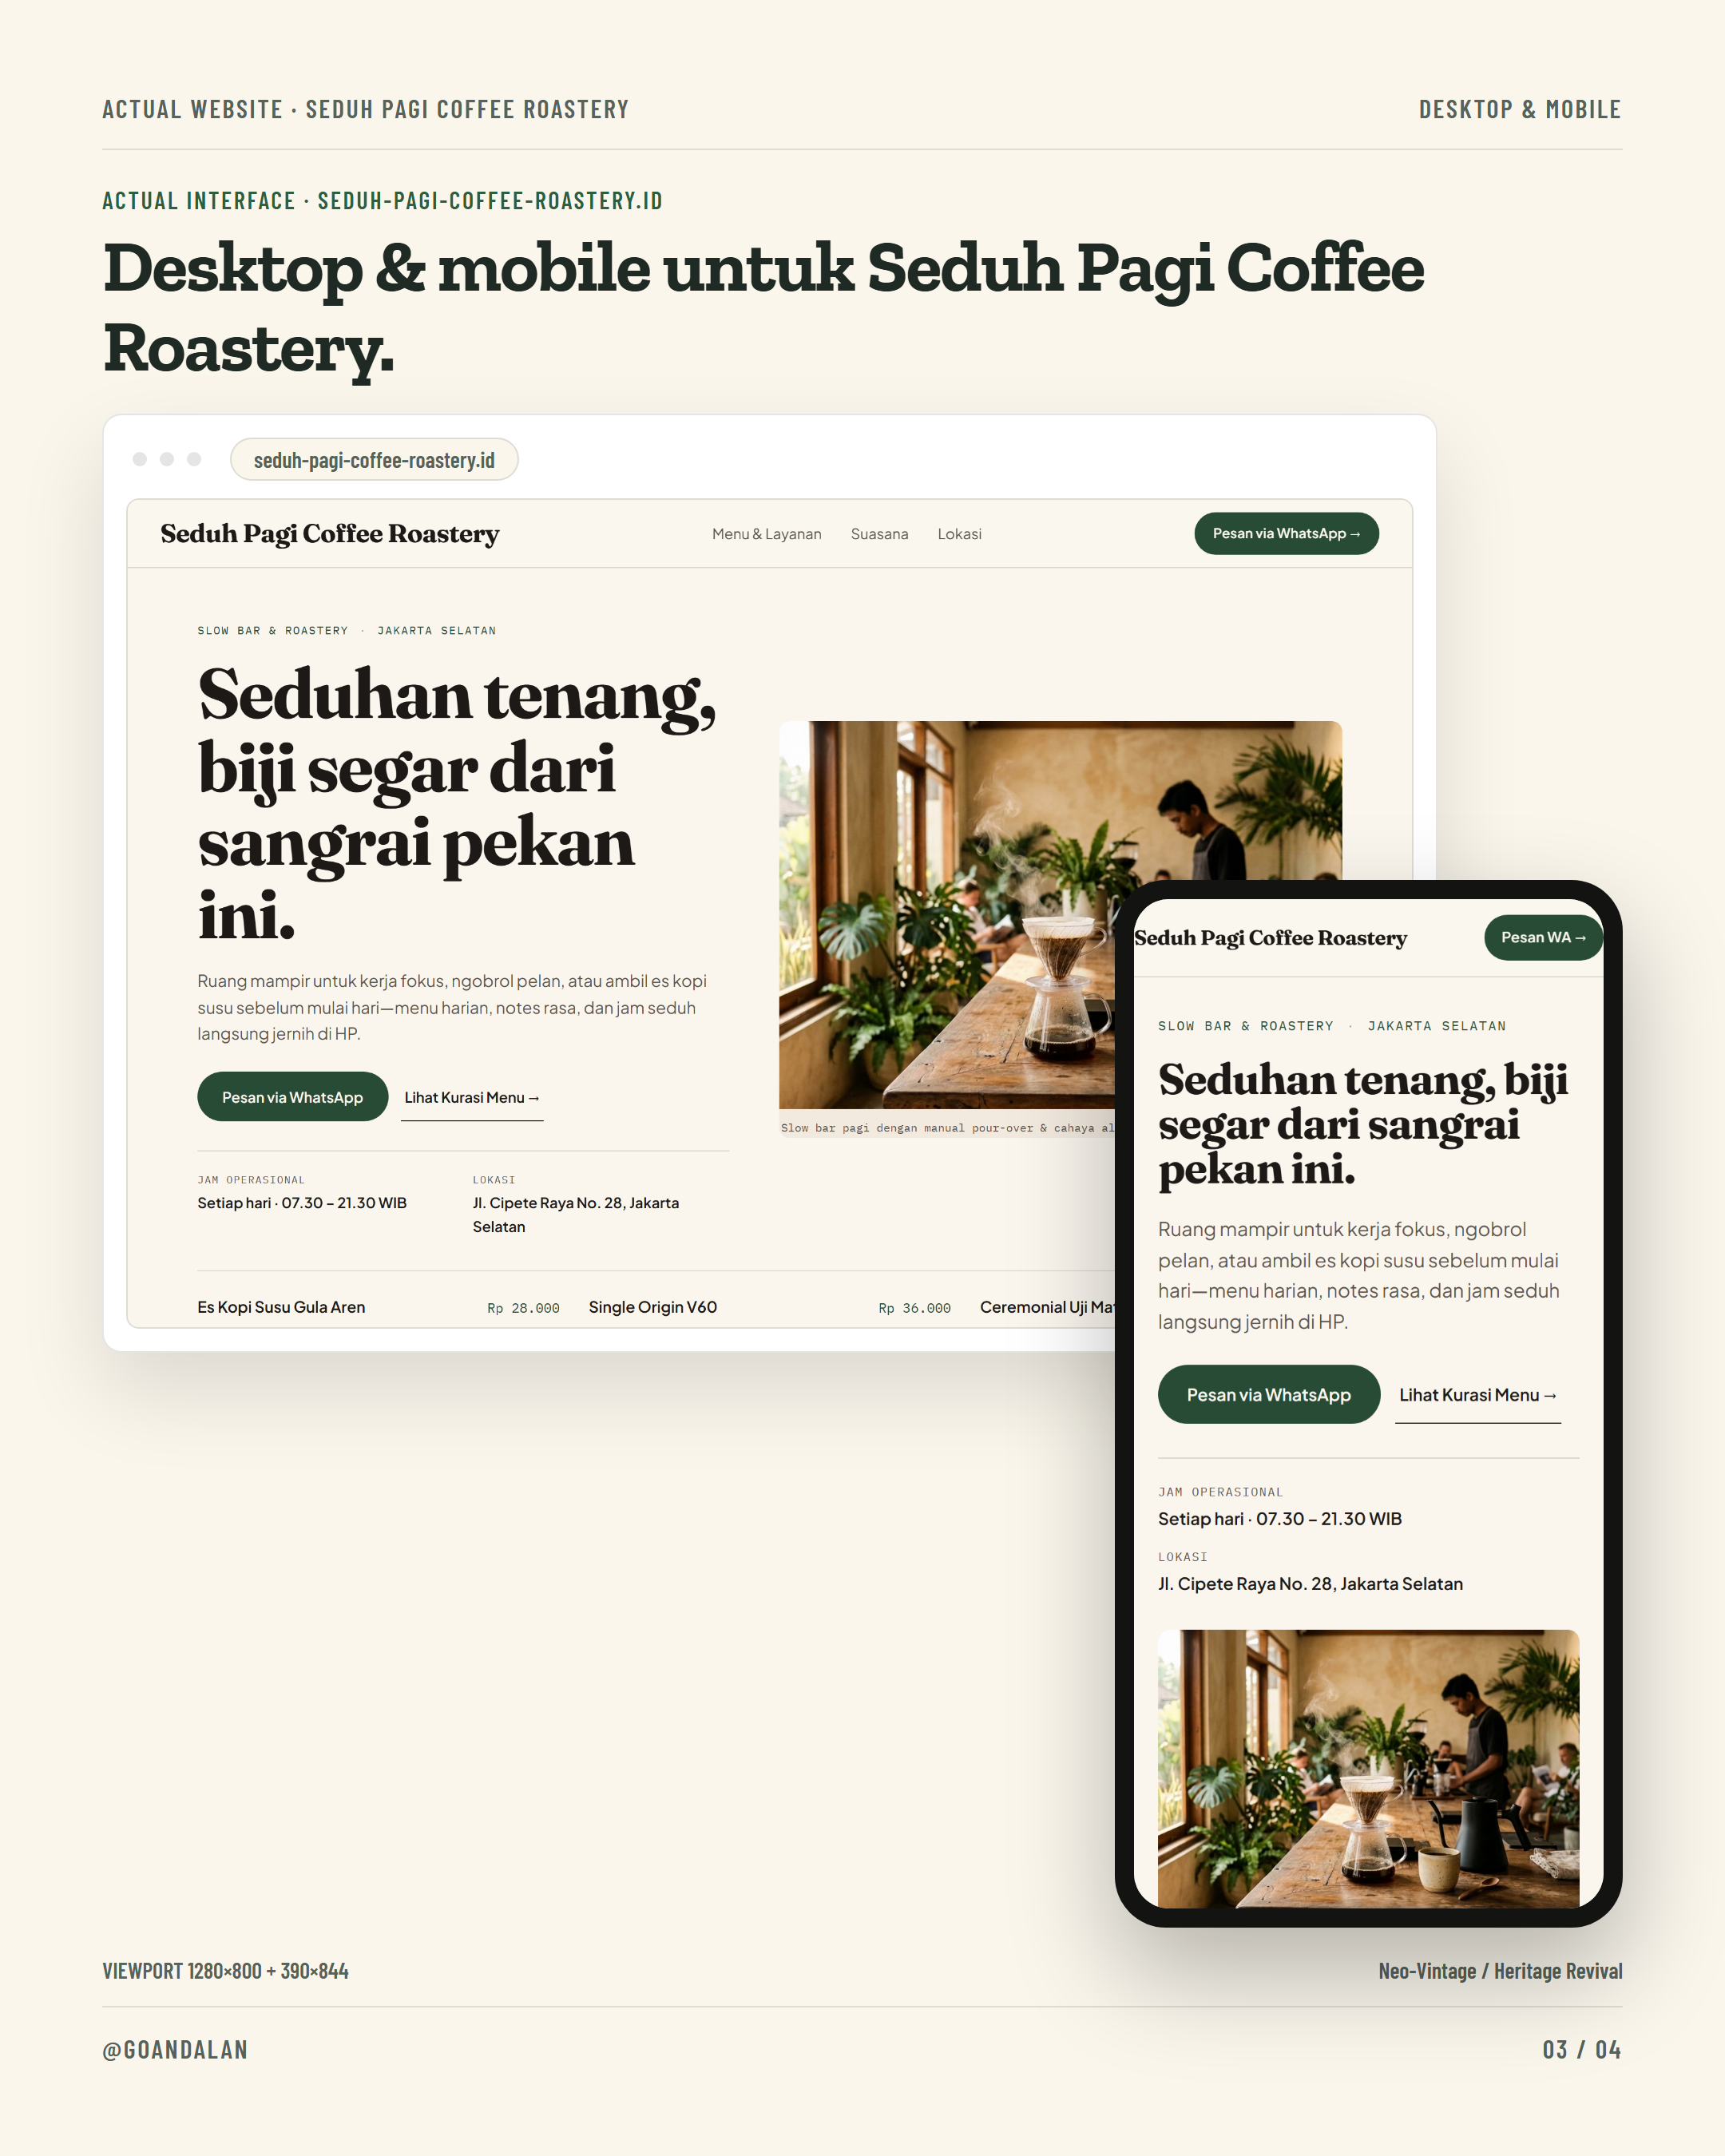 ACTUAL WEBSITE · SEDUH PAGI COFFEE ROASTERY
DESKTOP & MOBILE
ACTUAL INTERFACE · SEDUH-PAGI-COFFEE-ROASTERY.ID
Desktop & mobile untuk Seduh Pagi Coffee
Roastery.
seduh-pagi-coffee-roastery.id
Seduh Pagi Coffee Roastery
Menu & Layanan
Suasana
Lokasi
Pesan via WhatsApp →
SLOW BAR & ROASTERY · JAKARTA SELATAN
Seduhan tenang,
biji segar dari
sangrai pekan
ini.
Ruang mampir untuk kerja fokus, ngobrol pelan, atau ambil es kopi
susu sebelum mulai hari—menu harian, notes rasa, dan jam seduh
langsung jernih di HP.
Pesan via WhatsApp
Lihat Kurasi Menu →
Slow bar pagi dengan manual pour-over & cahaya al
JAM OPERASIONAL
Setiap hari · 07.30 – 21.30 WIB
LOKASI
Jl. Cipete Raya No. 28, Jakarta
Selatan
Es Kopi Susu Gula Aren
Rp 28.000
Single Origin V60
Rp 36.000
Ceremonial Uji Mat
Seduh Pagi Coffee Roastery
Pesan WA →
SLOW BAR & ROASTERY · JAKARTA SELATAN
Seduhan tenang, biji
segar dari sangrai
pekan ini.
Ruang mampir untuk kerja fokus, ngobrol
pelan, atau ambil es kopi susu sebelum mulai
hari—menu harian, notes rasa, dan jam seduh
langsung jernih di HP.
Pesan via WhatsApp
Lihat Kurasi Menu →
JAM OPERASIONAL
Setiap hari · 07.30 – 21.30 WIB
LOKASI
Jl. Cipete Raya No. 28, Jakarta Selatan
VIEWPORT 1280×800 + 390×844
Neo-Vintage / Heritage Revival
@GOANDALAN
03 / 04